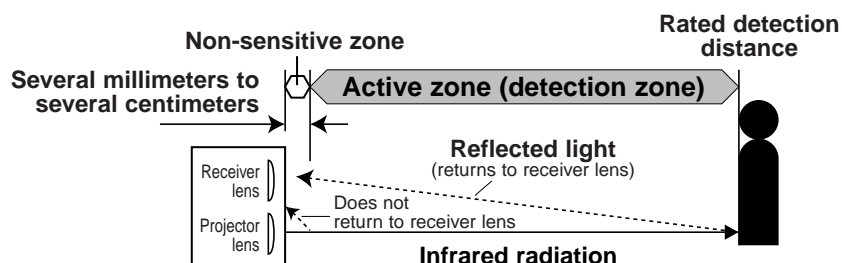 Rated detection
distance
Non-sensitive zone
Several millimeters to
several centimeters
Active zone (detection zone)
Reflected light
(returns to receiver lens)
Receiver
lens
Does not
return to receiver lens
Projector
lens
Infrared radiation